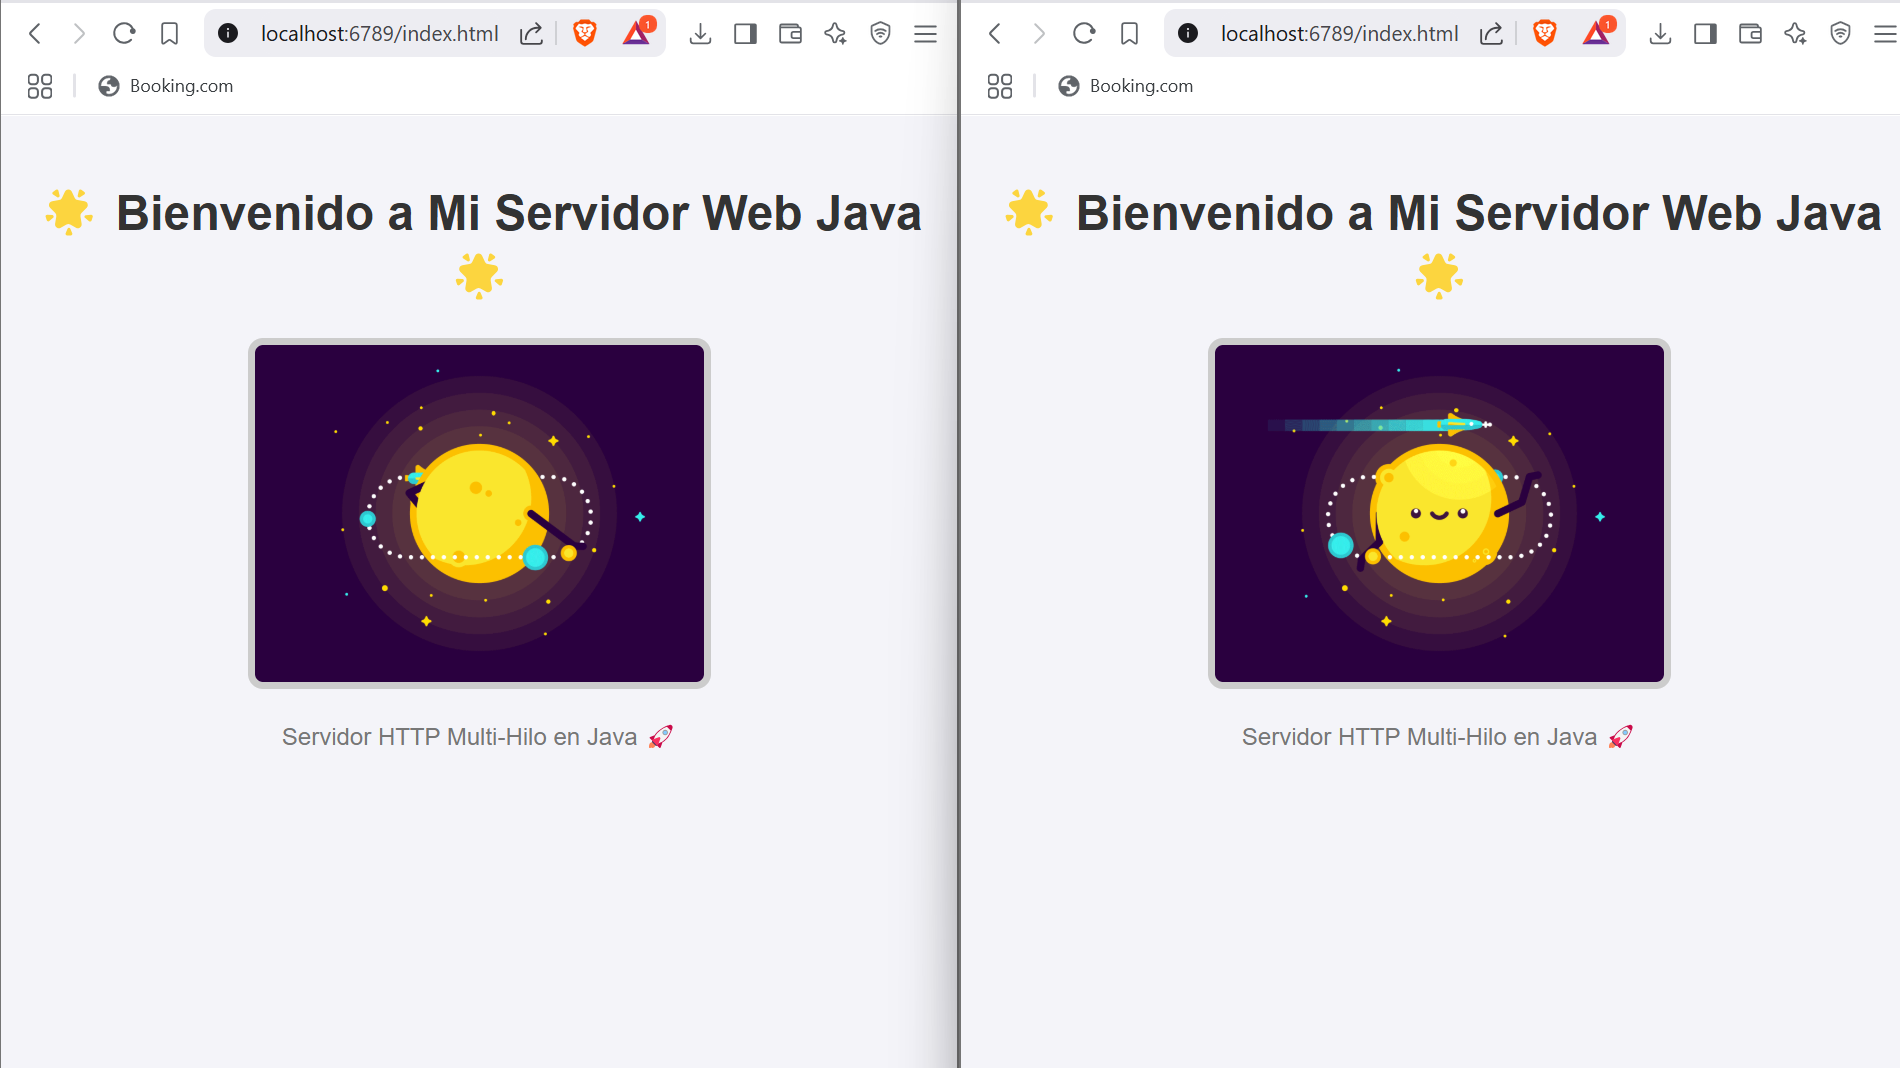 localhost:6789/index.html
1
Booking.com
🌟 Bienvenido a Mi Servidor Web Java
🌟
Servidor HTTP Multi-Hilo en Java 🚀
localhost:6789/index.html
1
Booking.com
🌟 Bienvenido a Mi Servidor Web Java
🌟
Servidor HTTP Multi-Hilo en Java 🚀